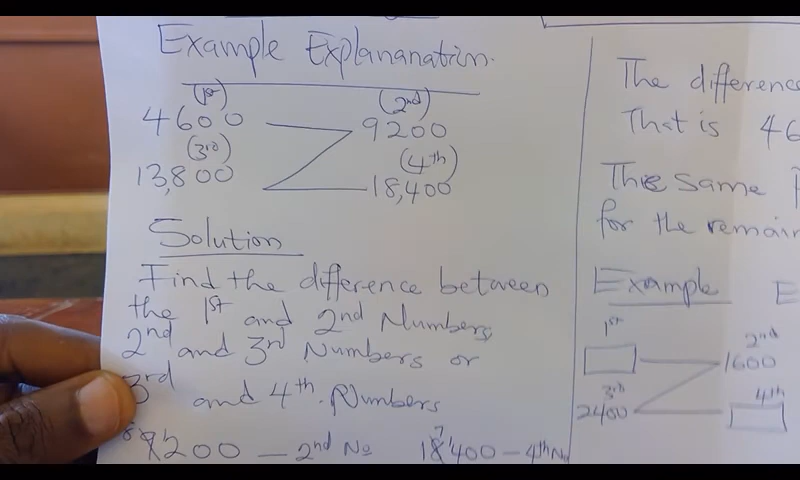 Example Explananation.
(1st) (2nd)
4600 9200
(3rd) (4th)
13,800 18,400
Solution
Find the difference between
the 1st and 2nd Numbers,
2nd and 3rd Numbers or
3rd and 4th Numbers
9200 - 2nd No 18400 - 4th No
The difference
That is 46
The same
for the remain
Example E
1st
2nd
1600
3rd
4th
2400